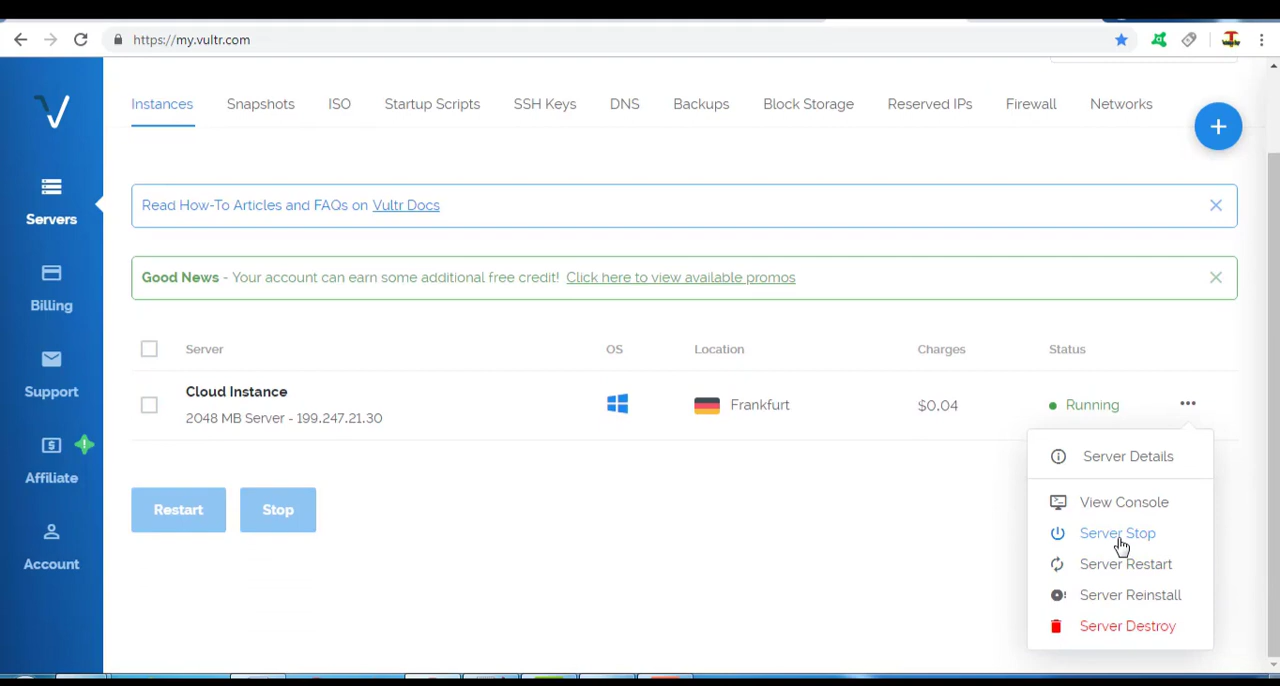 https://my.vultr.com
Instances Snapshots ISO Startup Scripts SSH Keys DNS Backups Block Storage Reserved IPs Firewall Networks
Servers
Billing
Support
Affiliate
Account
Read How-To Articles and FAQs on Vultr Docs
Good News - Your account can earn some additional free credit! Click here to view available promos
Server OS Location Charges Status
Cloud Instance
2048 MB Server - 199.247.21.30
Frankfurt $0.04 Running
Restart Stop
Server Details
View Console
Server Stop
Server Restart
Server Reinstall
Server Destroy